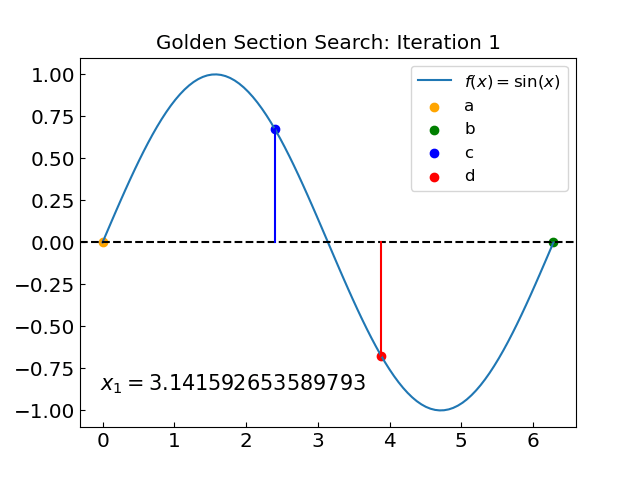 Golden Section Search: Iteration 1
1.00
0.75
0.50
0.25
0.00
−0.25
−0.50
−0.75
−1.00
f(x) = sin(x)
a
b
c
d
x₁ = 3.141592653589793
0 1 2 3 4 5 6